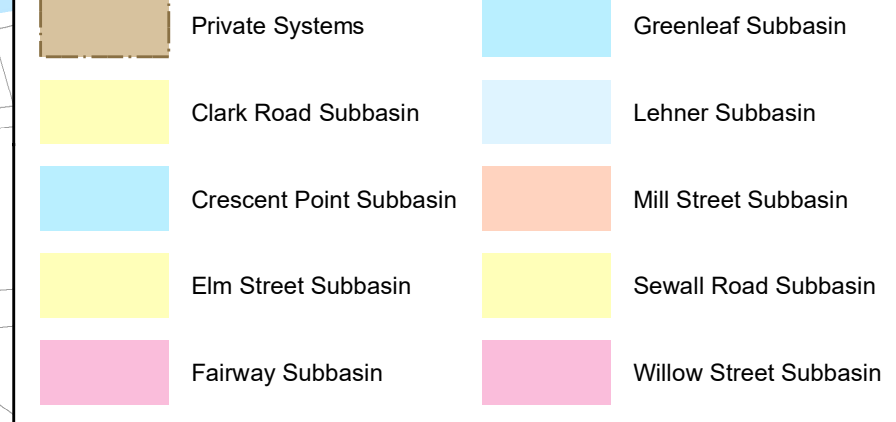 Private Systems
Clark Road Subbasin
Crescent Point Subbasin
Elm Street Subbasin
Fairway Subbasin
Greenleaf Subbasin
Lehner Subbasin
Mill Street Subbasin
Sewall Road Subbasin
Willow Street Subbasin